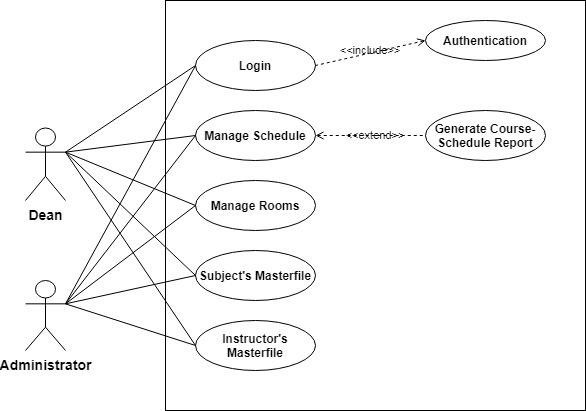 Login
<<include>>
Authentication
Manage Schedule
<<extend>>
Generate Course-
Schedule Report
Dean
Manage Rooms
Subject's Masterfile
Instructor's
Masterfile
Administrator